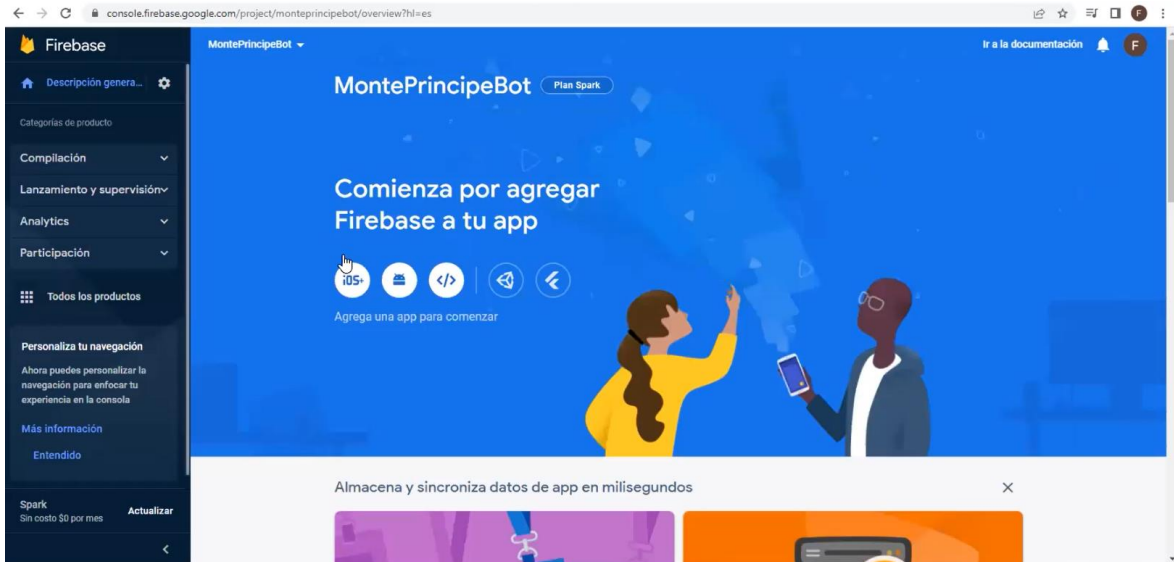 console.firebase.google.com/project/monteprincipebot/overview?hl=es
F
Firebase
MontePrincipeBot
Ir a la documentación
F
Descripción genera...
MontePrincipeBot
Plan Spark
Categorías de producto
Compilación
Lanzamiento y supervisión
Analytics
Participación
Todos los productos
Comienza por agregar
Firebase a tu app
iOS+
</>
Agrega una app para comenzar
Personaliza tu navegación
Ahora puedes personalizar la
navegación para enfocar tu
experiencia en la consola
Más información
Entendido
Spark
Sin costo $0 por mes
Actualizar
Almacena y sincroniza datos de app en milisegundos